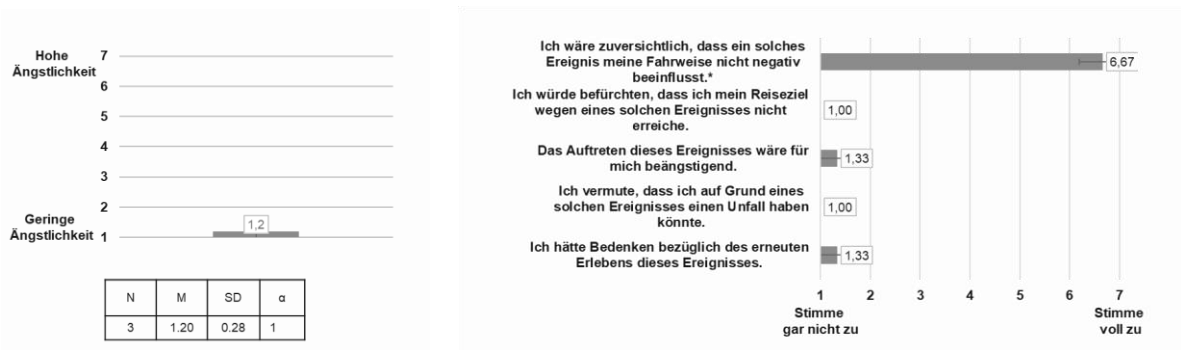 Hohe
Ängstlichkeit
7
6
5
4
3
2
Geringe
Ängstlichkeit
1
1,2
N M SD α
3 1.20 0.28 1
Ich wäre zuversichtlich, dass ein solches
Ereignis meine Fahrweise nicht negativ
beeinflusst.*
6,67
Ich würde befürchten, dass ich mein Reiseziel
wegen eines solchen Ereignisses nicht
erreiche.
1,00
Das Auftreten dieses Ereignisses wäre für
mich beängstigend.
1,33
Ich vermute, dass ich auf Grund eines
solchen Ereignisses einen Unfall haben
könnte.
1,00
Ich hätte Bedenken bezüglich des erneuten
Erlebens dieses Ereignisses.
1,33
1 2 3 4 5 6 7
Stimme
gar nicht zu
Stimme
voll zu